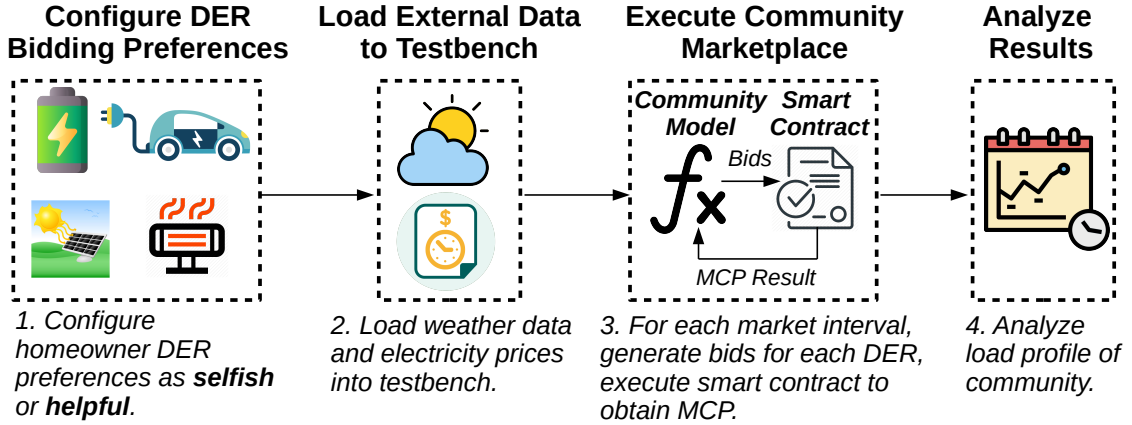 Configure DER
Bidding Preferences
Load External Data
to Testbench
Execute Community
Marketplace
Analyze
Results
Community
Model
Smart
Contract
Bids
$
MCP Result
1. Configure
homeowner DER
preferences as selfish
or helpful.
2. Load weather data
and electricity prices
into testbench.
3. For each market interval,
generate bids for each DER,
execute smart contract to
obtain MCP.
4. Analyze
load profile of
community.